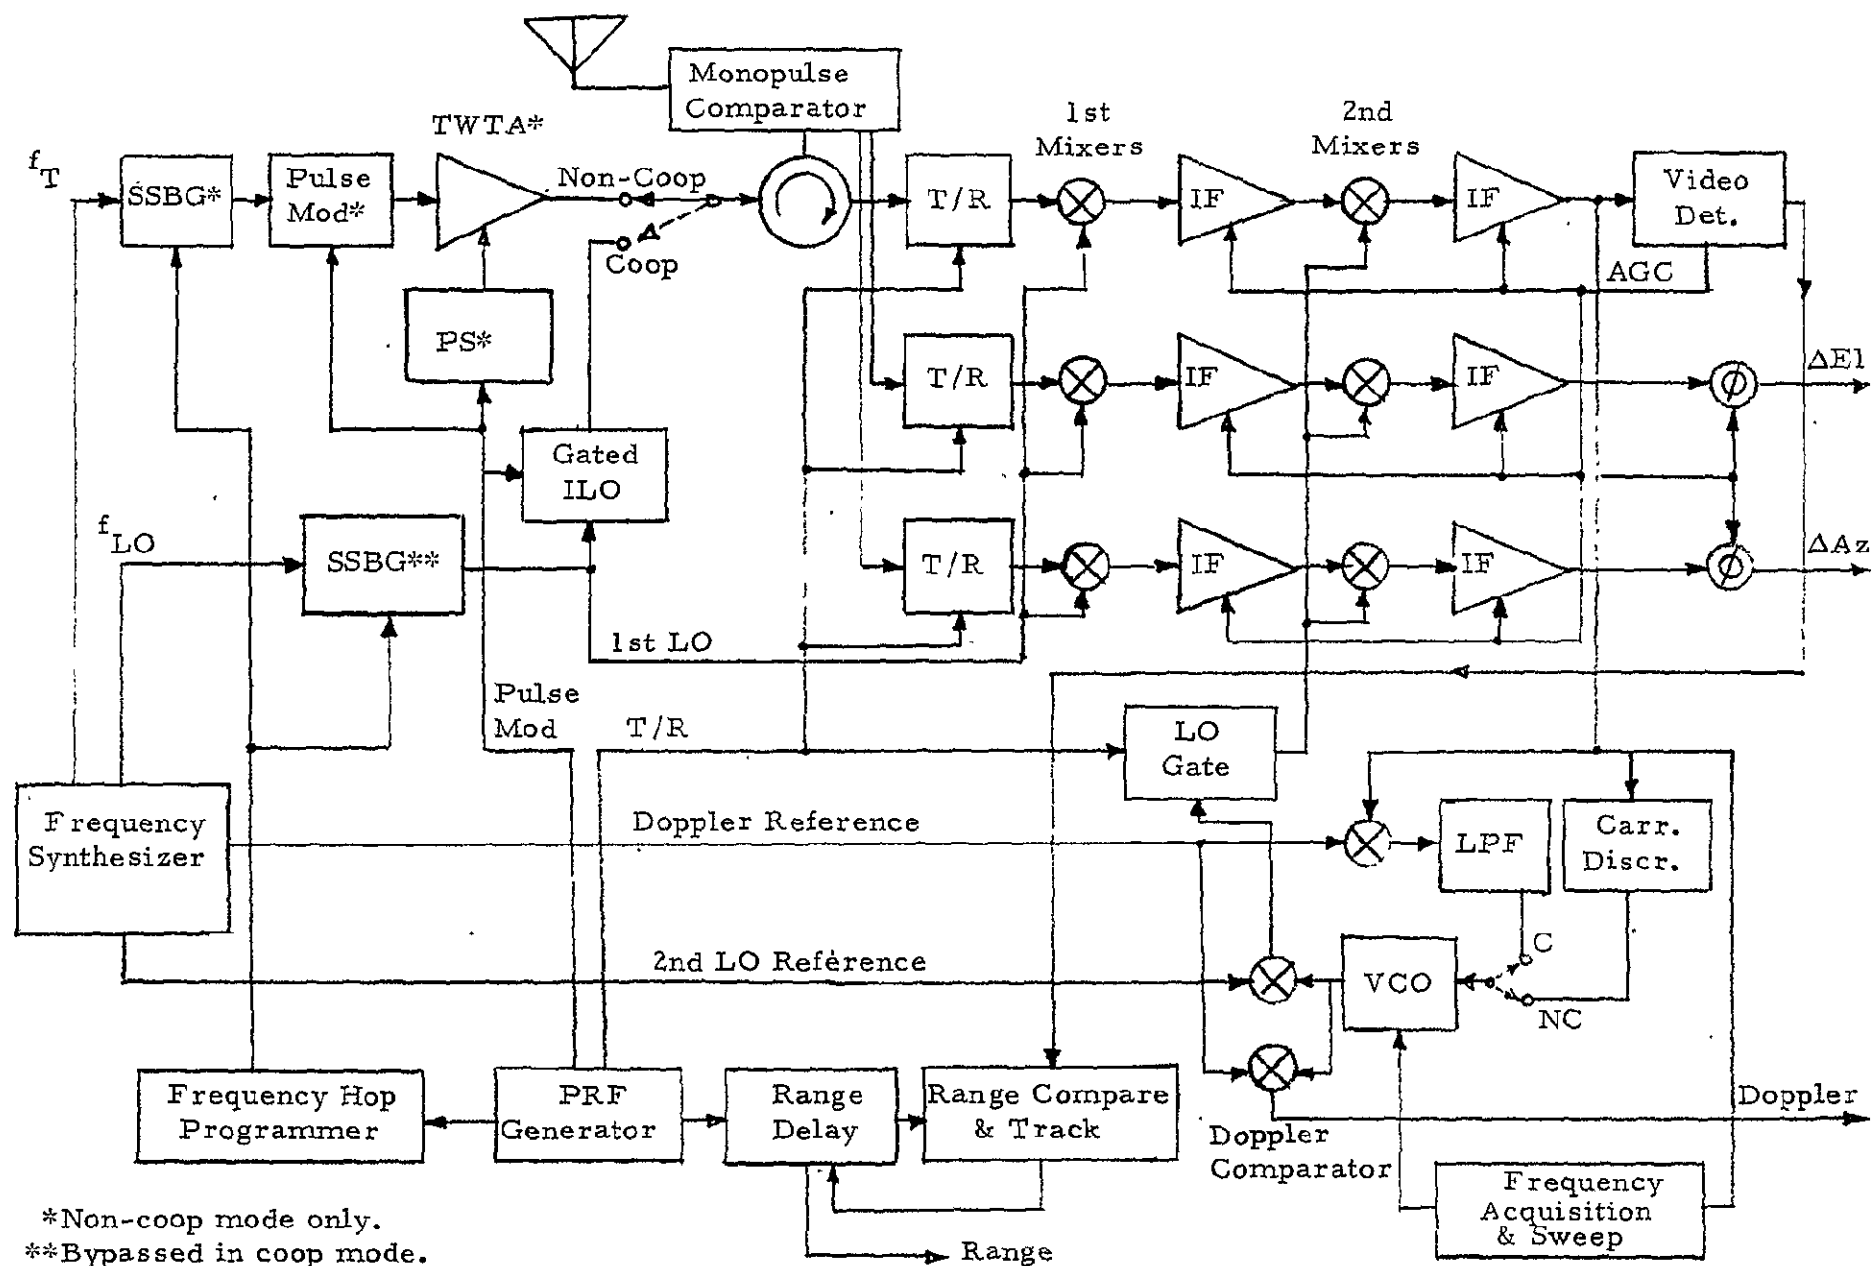 Monopulse
Comparator
TWTA*
1st
Mixers
2nd
Mixers
f_T
SSBG*
Pulse
Mod*
Non-Coop
T/R
IF
IF
Video
Det.
Coop
AGC
PS*
T/R
IF
IF
ϕ
ΔEl
Gated
ILO
f_LO
SSBG**
T/R
IF
IF
ϕ
ΔAz
1st LO
Pulse
Mod
T/R
LO
Gate
Frequency
Synthesizer
Doppler Reference
LPF
Carr.
Discr.
2nd LO Reference
VCO
C
NC
Frequency Hop
Programmer
PRF
Generator
Range
Delay
Range Compare
& Track
Doppler
Comparator
Doppler
Frequency
Acquisition
& Sweep
*Non-coop mode only.
**Bypassed in coop mode.
Range